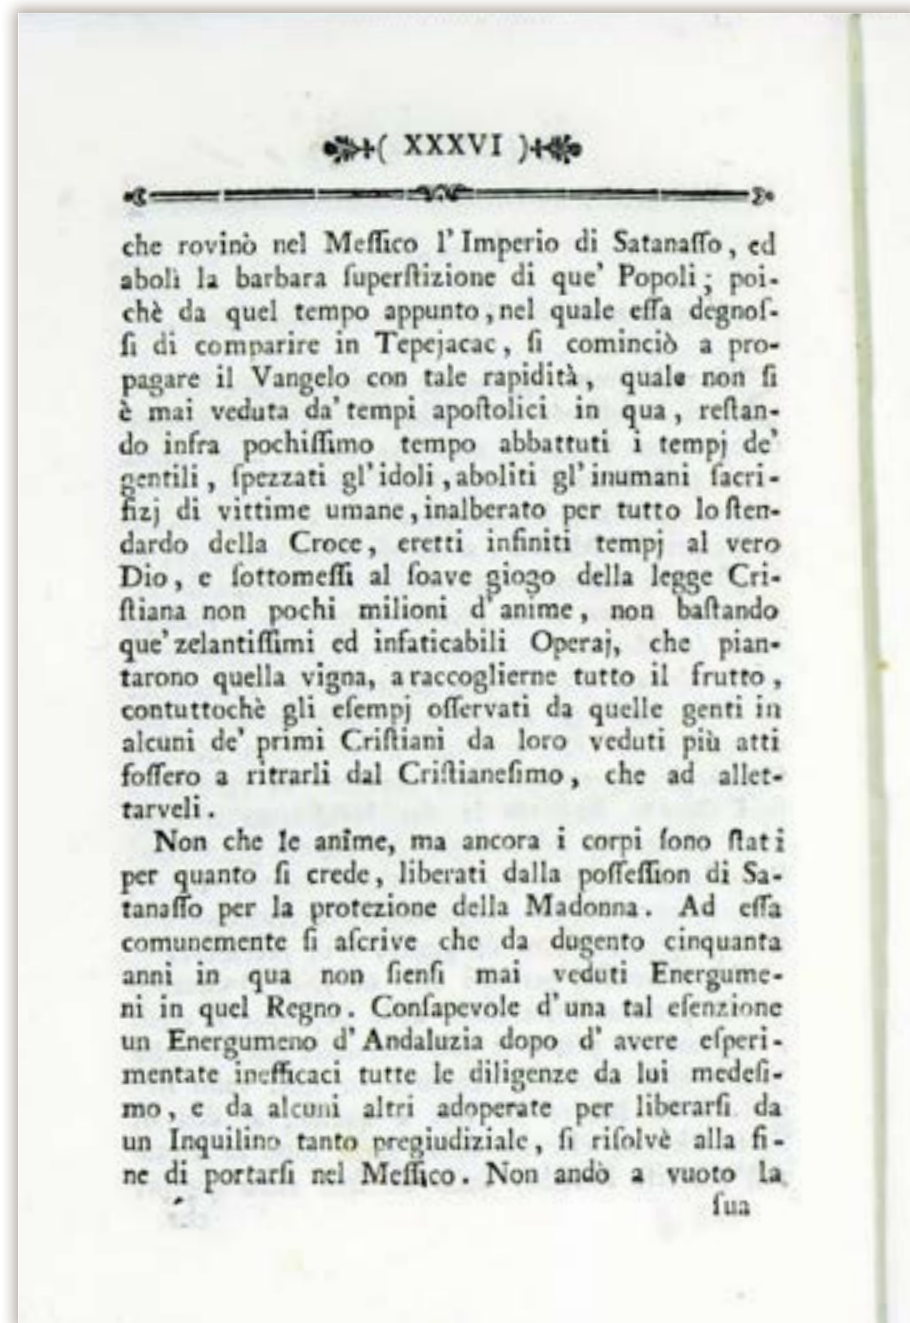 ( XXXVI )
che rovinò nel Meſſico l'Imperio di Satanaſſo, ed
abolì la barbara ſuperſtizione di que' Popoli; poi-
chè da quel tempo appunto, nel quale eſſa degnoſ-
ſi di comparire in Tepejacac, ſi cominciò a pro-
pagare il Vangelo con tale rapidità, quale non ſi
è mai veduta da' tempi apoſtolici in qua, reſtan-
do infra pochiſſimo tempo abbattuti i tempj de'
gentili, ſpezzati gl'idoli, aboliti gl'inumani ſacri-
fizj di vittime umane, inalberato per tutto lo ſten-
dardo della Croce, eretti infiniti tempj al vero
Dio, e ſottomeſſi al ſoave giogo della legge Cri-
ſtiana non pochi milioni d'anime, non baſtando
que' zelantiſſimi ed infaticabili Operaj, che pian-
tarono quella vigna, a raccoglierne tutto il frutto,
contuttochè gli eſempj oſſervati da quelle genti in
alcuni de' primi Criſtiani da loro veduti più atti
foſſero a ritrarli dal Criſtianeſimo, che ad allet-
tarveli.
Non che le anime, ma ancora i corpi ſono ſtati
per quanto ſi crede, liberati dalla poſſeſſion di Sa-
tanaſſo per la protezione della Madonna. Ad eſſa
comunemente ſi aſcrive che da dugento cinquanta
anni in qua non ſienſi mai veduti Energume-
ni in quel Regno. Conſapevole d'una tal eſenzione
un Energumeno d'Andaluzia dopo d'avere eſperi-
mentate inefficaci tutte le diligenze da lui medeſi-
mo, e da alcuni altri adoperate per liberarſi da
un Inquilino tanto pregiudiziale, ſi riſolvè alla fi-
ne di portarſi nel Meſſico. Non andò a vuoto la
ſua